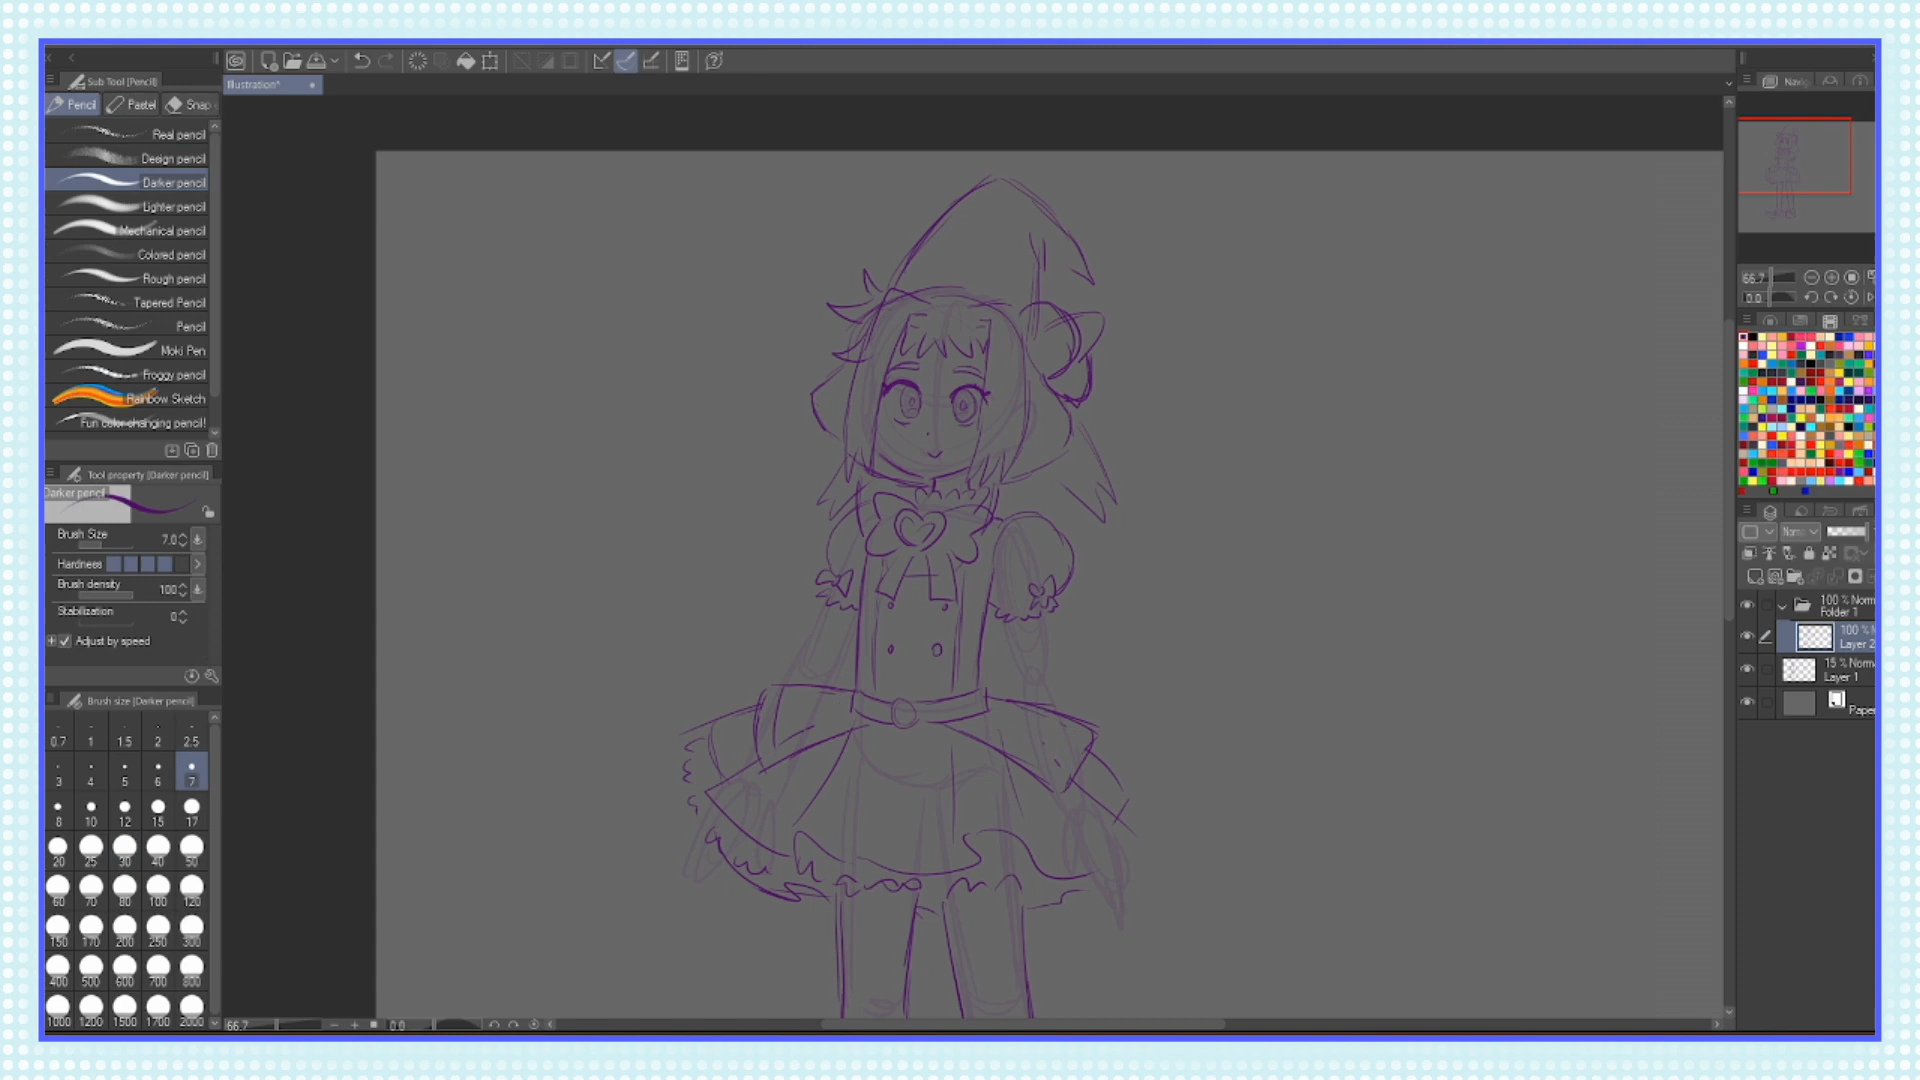 Sub Tool [Pencil]
Pencil
Pastel
Snap
Real pencil
Design pencil
Darker pencil
Lighter pencil
Mechanical pencil
Colored pencil
Rough pencil
Tapered Pencil
Pencil
Moki Pen
Froggy pencil
Rainbow Sketch
Fun color changing pencil!
Tool property [Darker pencil]
Darker pencil
Brush Size
7.0
Hardness
Brush density
100
Stabilization
0
Adjust by speed
Brush size [Darker pencil]
0.7 1 1.5 2 2.5
3 4 5 6 7
8 10 12 15 17
20 25 30 40 50
60 70 80 100 120
150 170 200 250 300
400 500 600 700 800
1000 1200 1500 1700 2000
Illustration*
66.7
0.0
Navig
66.7
0.0
Norm
100 % Norm
Folder 1
100 % N
Layer 2
15 % Norm
Layer 1
Paper